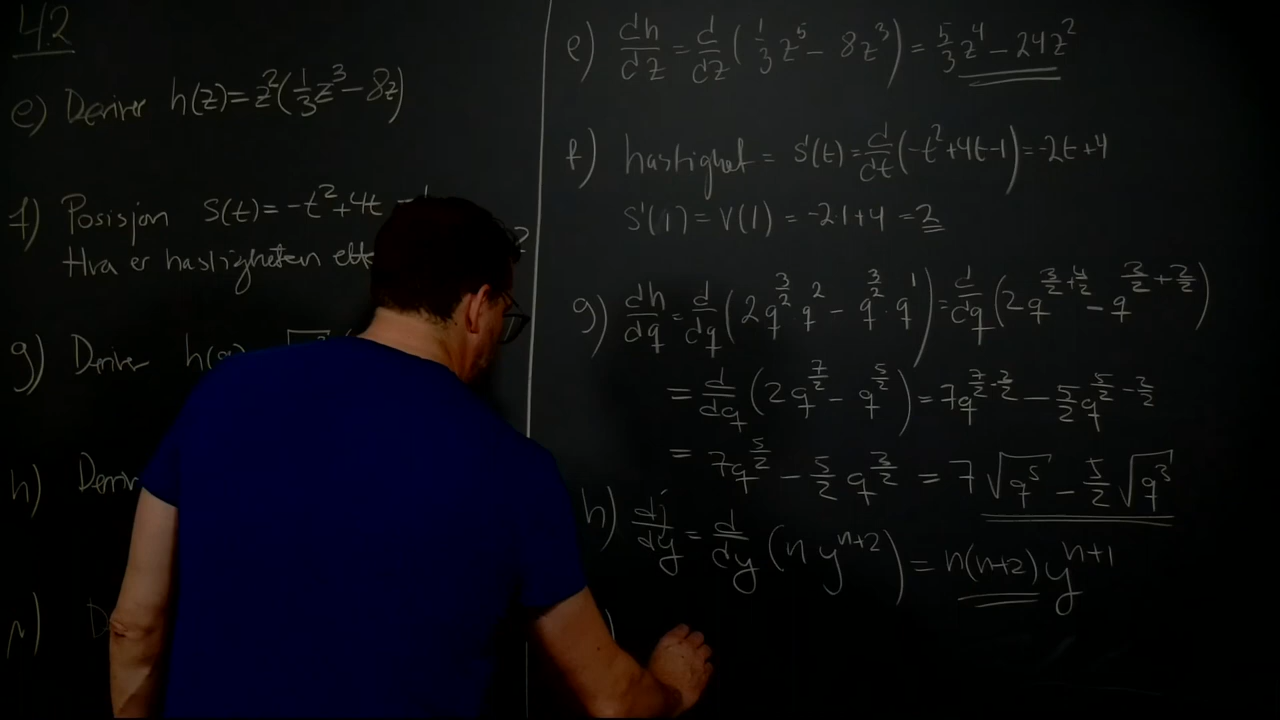 4.2
e) Deriver h(z)=z²(1/3 z³ - 8z)
f) Posisjon s(t)= -t²+4t -
Hva er hastigheten ette ?
g) Deriver h(q)=
h) Deriv
e) dh/dz = d/dz (1/3 z⁵ - 8z³) = 5/3 z⁴ - 24z²
f) hastighet = s'(t) = d/dt (-t²+4t-1) = -2t+4
s'(1) = v(1) = -2·1+4 = 2
g) dh/dq = d/dq (2q^(3/2) q² - q^(3/2)·q¹) = d/dq (2q^(3/2+4/2) - q^(3/2+2/2))
= d/dq (2q^(7/2) - q^(5/2)) = 7q^(7/2-2/2) - 5/2 q^(5/2-2/2)
= 7q^(5/2) - 5/2 q^(3/2) = 7√q⁵ - 5/2 √q³
h) dj/dy = d/dy (n y^(n+2)) = n(n+2) y^(n+1)